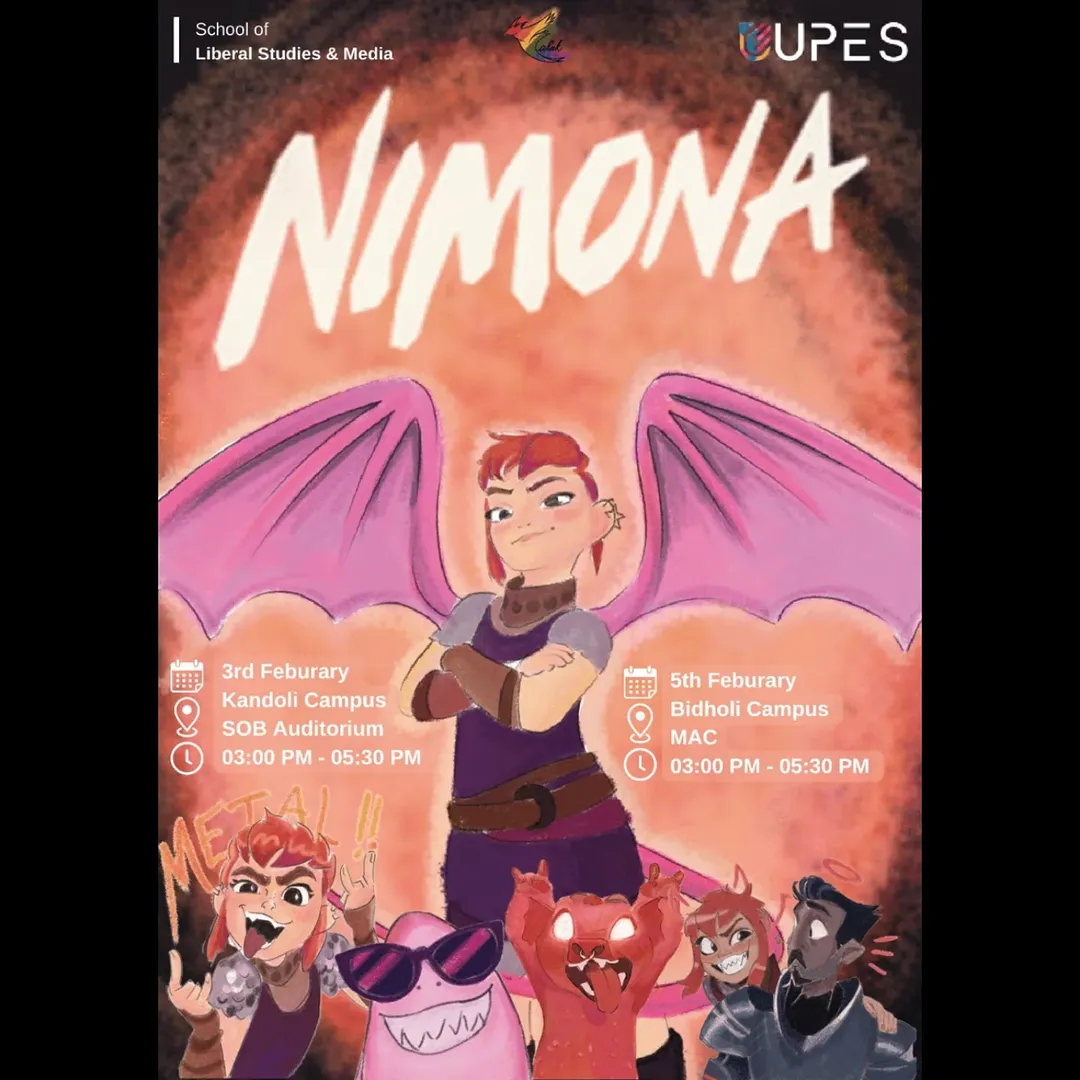 School of
Liberal Studies & Media
UPES
NIMONA
3rd Feburary
Kandoli Campus
SOB Auditorium
03:00 PM - 05:30 PM
5th Feburary
Bidholi Campus
MAC
03:00 PM - 05:30 PM
METAL!!